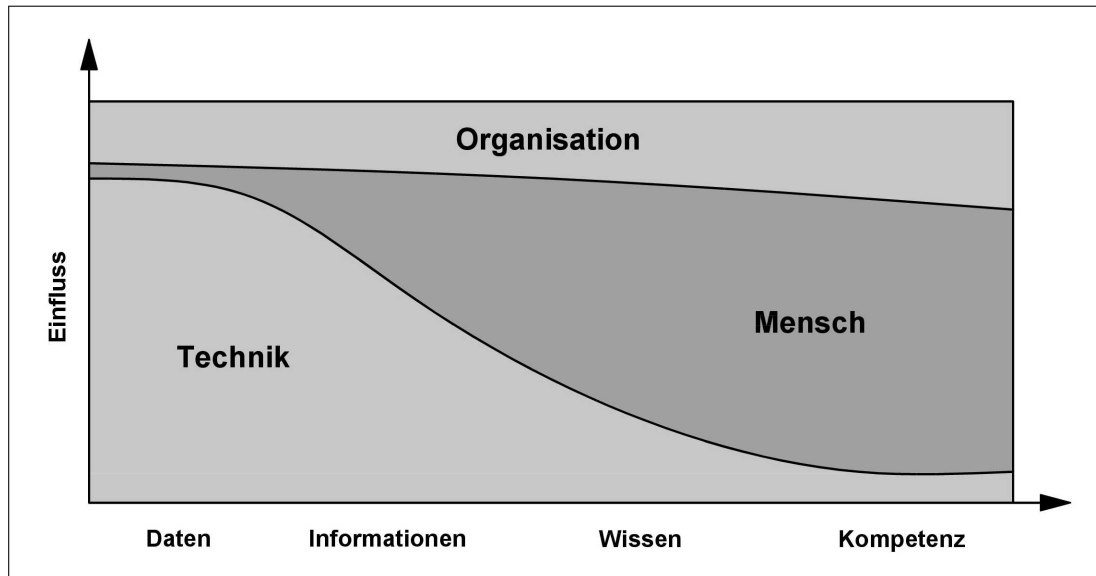 Organisation
Mensch
Technik
Einfluss
Daten Informationen Wissen Kompetenz